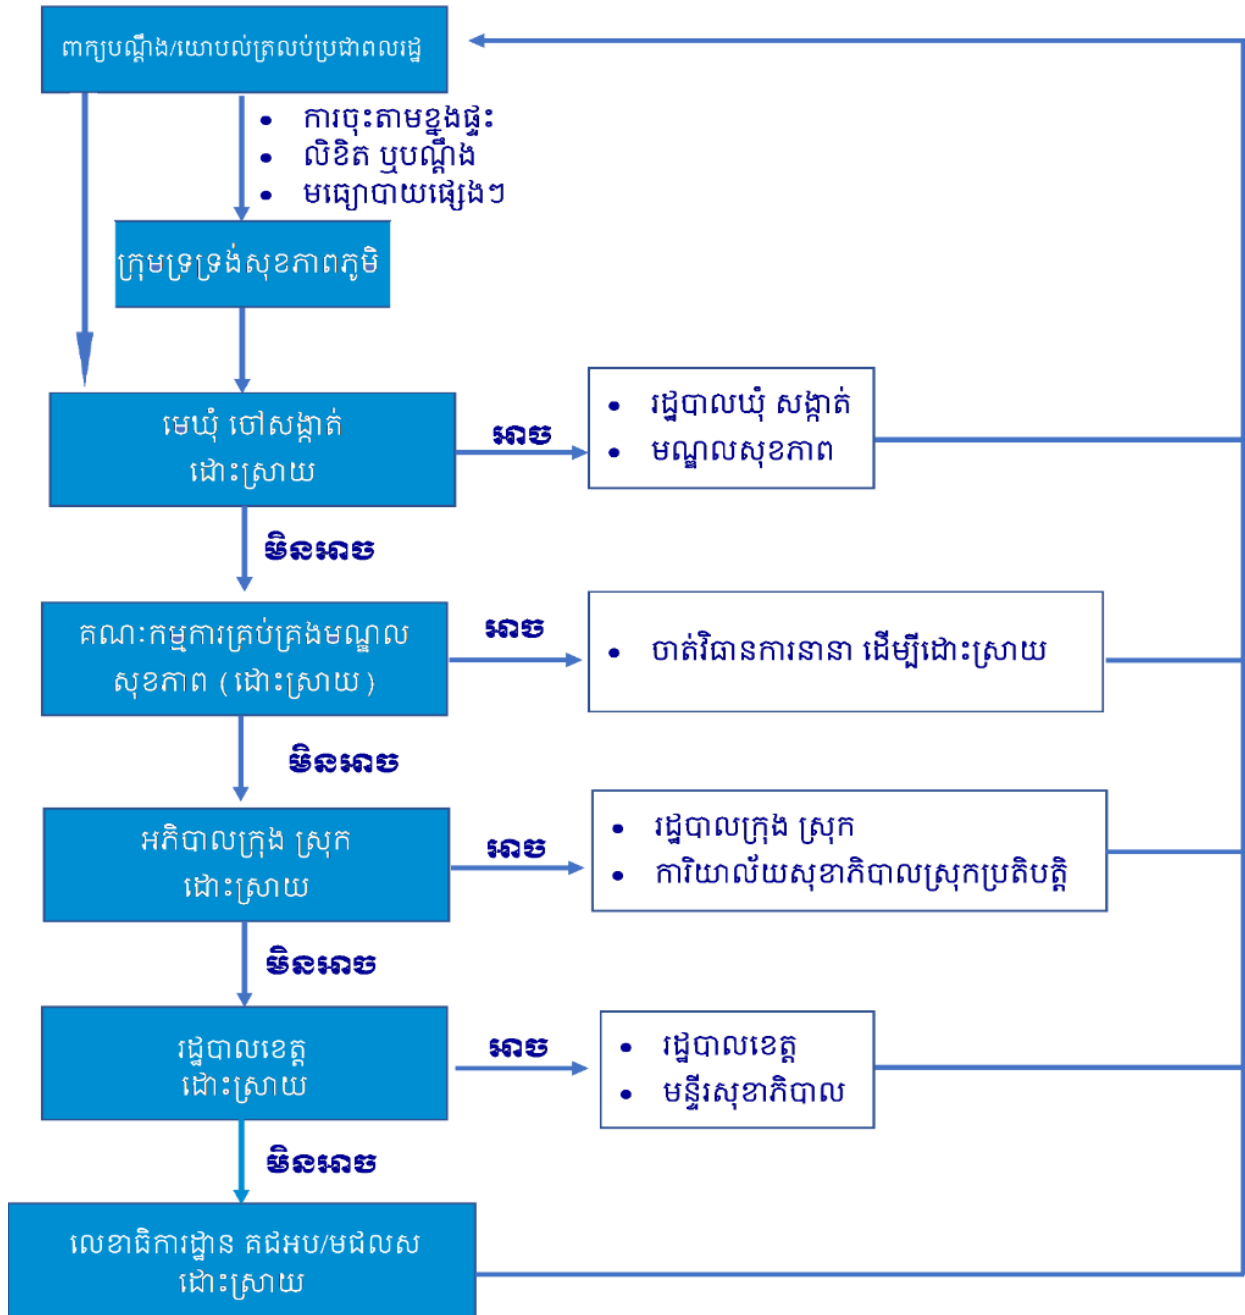 ពាក្យបណ្តឹង/យោបល់ត្រលប់ប្រជាពលរដ្ឋ
• ការចុះតាមខ្នងផ្ទះ
• លិខិត ឬបណ្តឹង
• មធ្យោបាយផ្សេងៗ
ក្រុមទ្រទ្រង់សុខភាពភូមិ
មេឃុំ ចៅសង្កាត់
ដោះស្រាយ
អាច
• រដ្ឋបាលឃុំ សង្កាត់
• មណ្ឌលសុខភាព
មិនអាច
គណៈកម្មការគ្រប់គ្រងមណ្ឌល
សុខភាព (ដោះស្រាយ)
អាច
• ចាត់វិធានការនានា ដើម្បីដោះស្រាយ
មិនអាច
អភិបាលក្រុង ស្រុក
ដោះស្រាយ
អាច
• រដ្ឋបាលក្រុង ស្រុក
• ការិយាល័យសុខាភិបាលស្រុកប្រតិបត្តិ
មិនអាច
រដ្ឋបាលខេត្ត
ដោះស្រាយ
អាច
• រដ្ឋបាលខេត្ត
• មន្ទីរសុខាភិបាល
មិនអាច
លេខាធិការដ្ឋាន គជអប/មជលស
ដោះស្រាយ